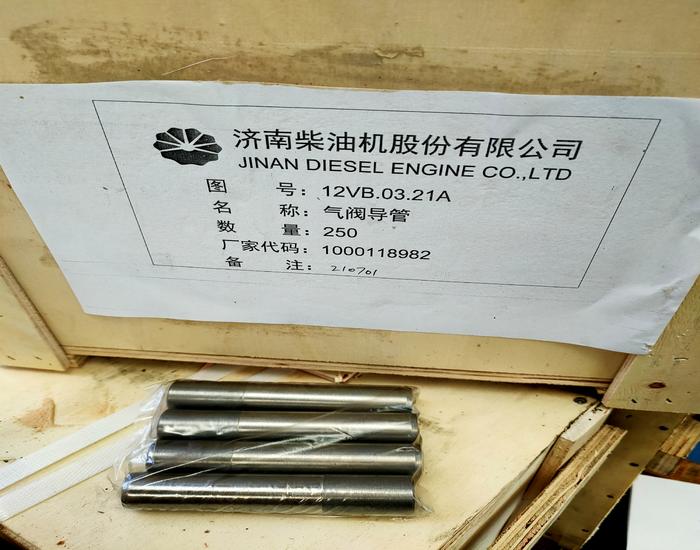 济南柴油机股份有限公司
JINAN DIESEL ENGINE CO.,LTD
图 号: 12VB.03.21A
名 称: 气阀导管
数 量: 250
厂家代码: 1000118982
备 注: 210701